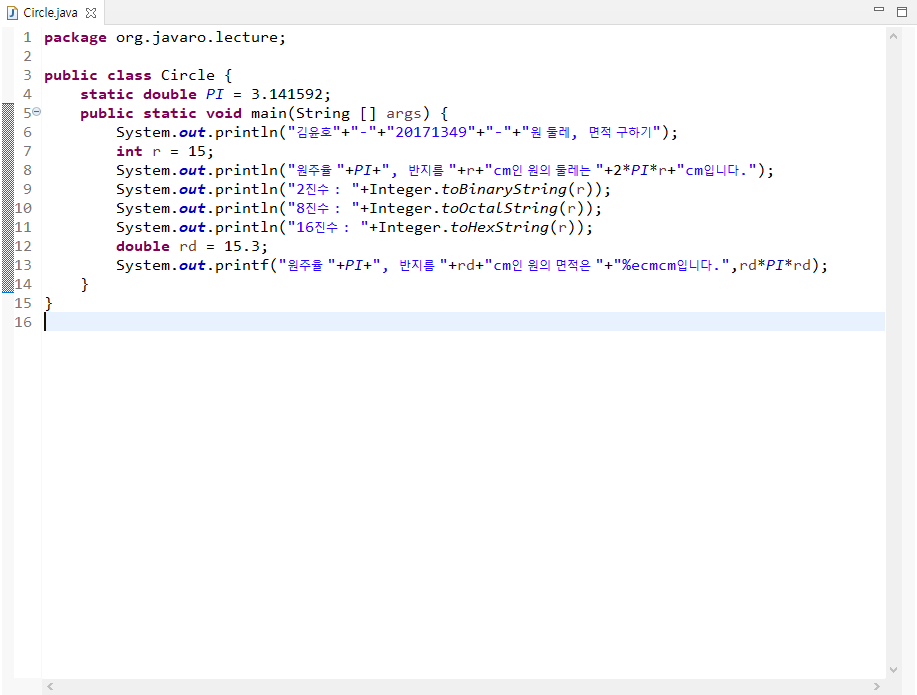 Circle.java
1 package org.javaro.lecture;
2
3 public class Circle {
4     static double PI = 3.141592;
5     public static void main(String [] args) {
6         System.out.println("김윤호"+"-"+"20171349"+"-"+"원 둘레, 면적 구하기");
7         int r = 15;
8         System.out.println("원주율 "+PI+", 반지름 "+r+"cm인 원의 둘레는 "+2*PI*r+"cm입니다.");
9         System.out.println("2진수 : "+Integer.toBinaryString(r));
10         System.out.println("8진수 : "+Integer.toOctalString(r));
11         System.out.println("16진수 : "+Integer.toHexString(r));
12         double rd = 15.3;
13         System.out.printf("원주율 "+PI+", 반지름 "+rd+"cm인 원의 면적은 "+"%ecmcm입니다.",rd*PI*rd);
14     }
15 }
16